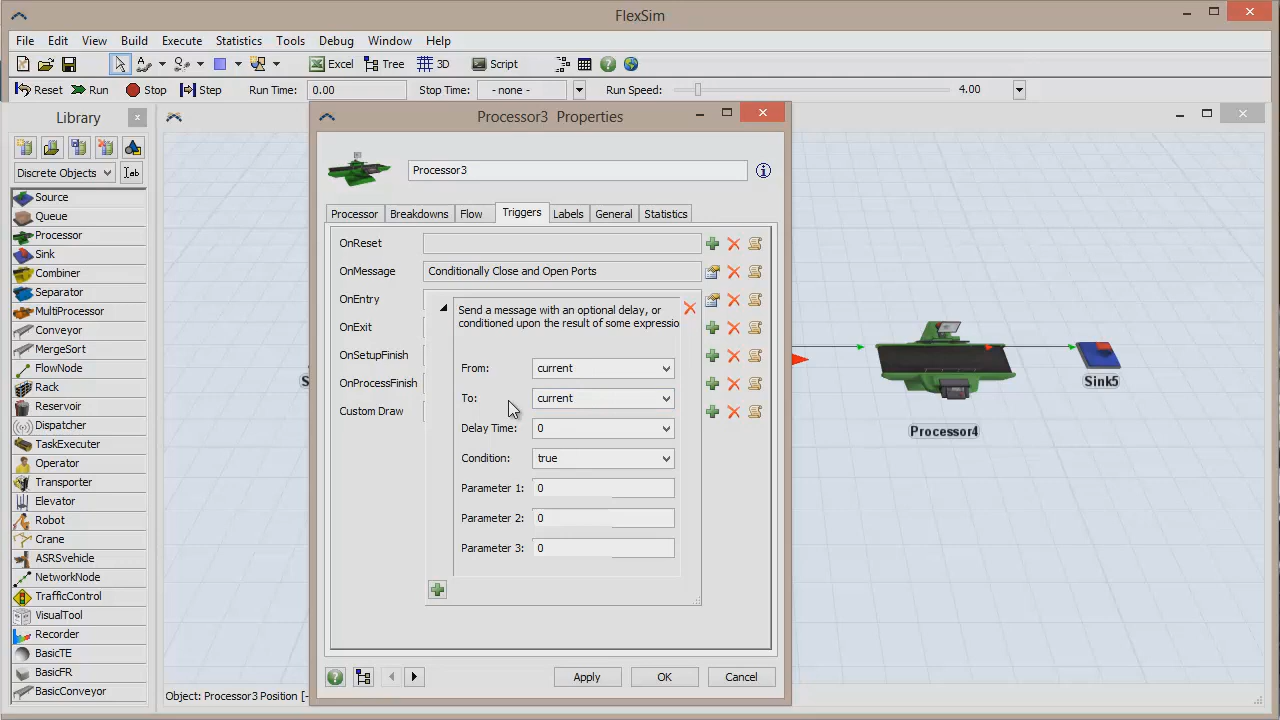 FlexSim
File Edit View Build Execute Statistics Tools Debug Window Help
Excel Tree 3D Script
Reset Run Stop Step Run Time: 0.00 Stop Time: - none - Run Speed: 4.00
Library
Discrete Objects
Source
Queue
Processor
Sink
Combiner
Separator
MultiProcessor
Conveyor
MergeSort
FlowNode
Rack
Reservoir
Dispatcher
TaskExecuter
Operator
Transporter
Elevator
Robot
Crane
ASRSvehicle
NetworkNode
TrafficControl
VisualTool
Recorder
BasicTE
BasicFR
BasicConveyor
Processor3 Properties
Processor3
Processor Breakdowns Flow Triggers Labels General Statistics
OnReset
OnMessage Conditionally Close and Open Ports
OnEntry
OnExit
OnSetupFinish
OnProcessFinish
Custom Draw
Send a message with an optional delay, or
conditioned upon the result of some expressio
From: current
To: current
Delay Time: 0
Condition: true
Parameter 1: 0
Parameter 2: 0
Parameter 3: 0
Apply OK Cancel
Processor4
Sink5
S
Object: Processor3 Position [-